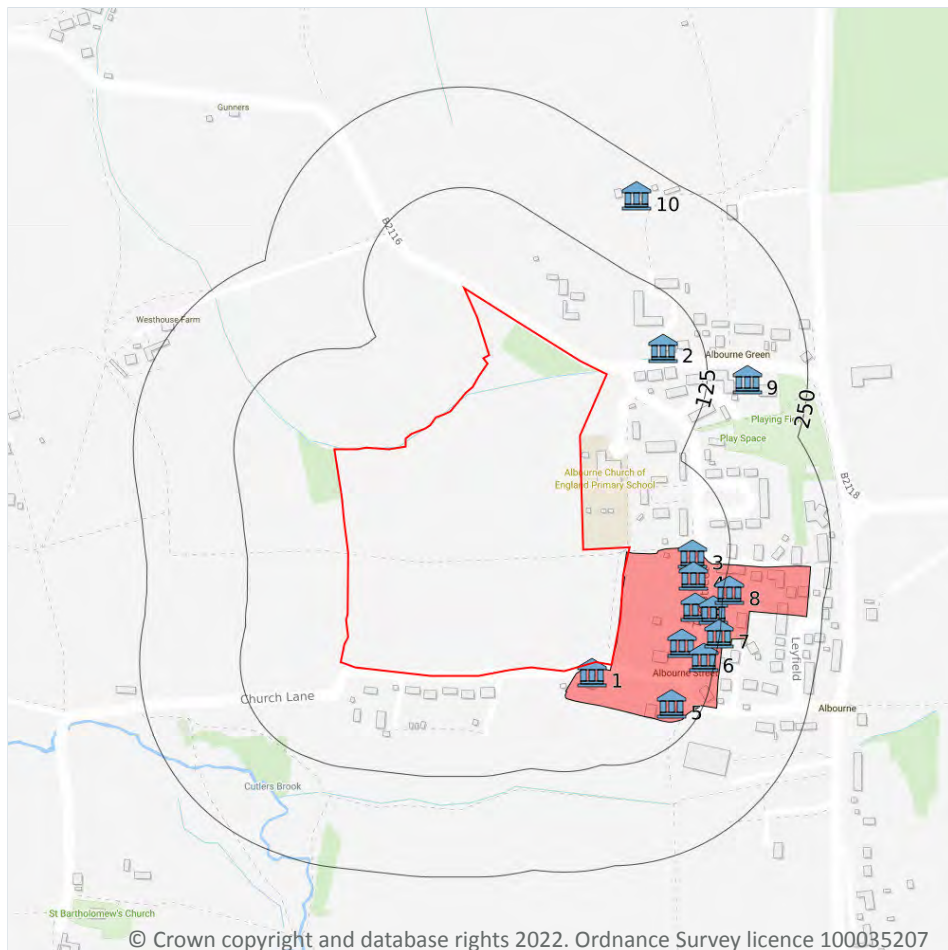 Gunners
10
B2116
Westhouse Farm
2
Albourne Green
125
9
250
Playing Fi
Play Space
Albourne Church of
England Primary School
B2118
3
4
8
7
6
Leyfield
Albourne Street
1
5
Church Lane
Albourne
Cutlers Brook
St Bartholomew's Church
© Crown copyright and database rights 2022. Ordnance Survey licence 100035207